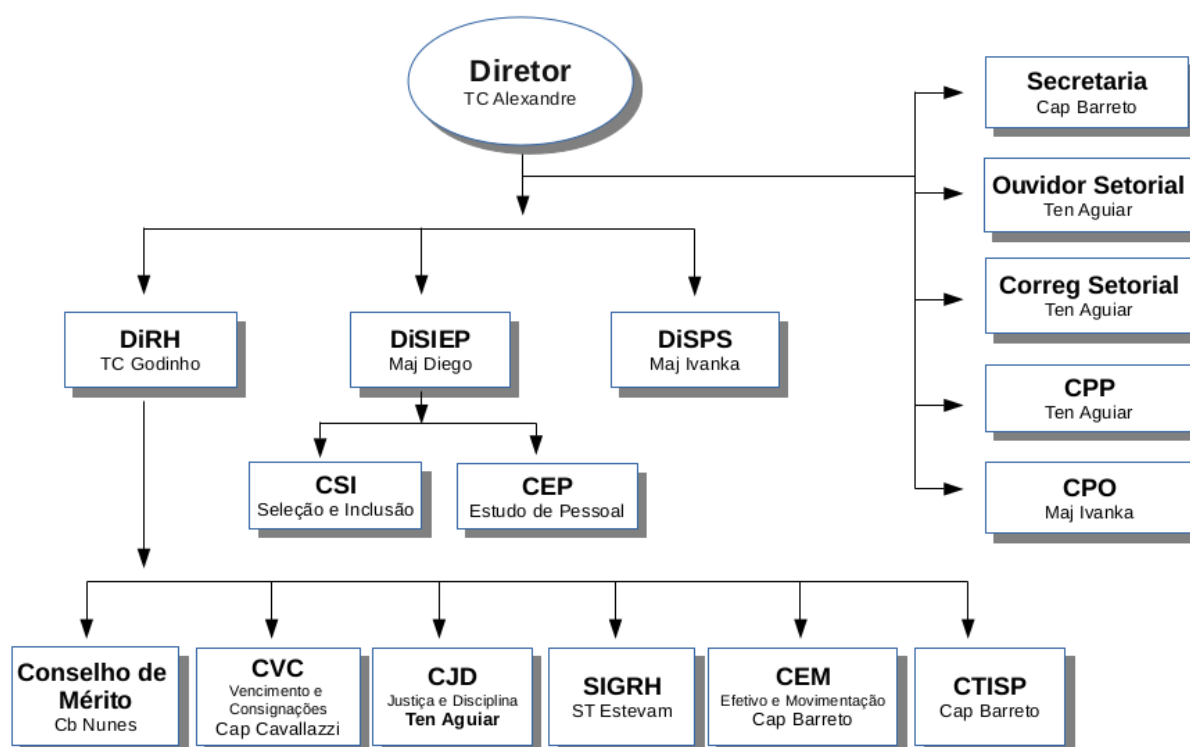 Diretor
TC Alexandre
Secretaria
Cap Barreto
Ouvidor Setorial
Ten Aguiar
Correg Setorial
Ten Aguiar
CPP
Ten Aguiar
CPO
Maj Ivanka
DiRH
TC Godinho
DiSIEP
Maj Diego
DiSPS
Maj Ivanka
CSI
Seleção e Inclusão
CEP
Estudo de Pessoal
Conselho de
Mérito
Cb Nunes
CVC
Vencimento e
Consignações
Cap Cavallazzi
CJD
Justiça e Disciplina
Ten Aguiar
SIGRH
ST Estevam
CEM
Efetivo e Movimentação
Cap Barreto
CTISP
Cap Barreto